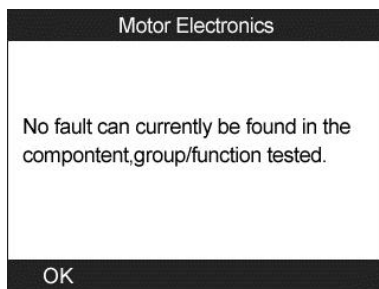 Motor Electronics
No fault can currently be found in the
compontent,group/function tested.
OK